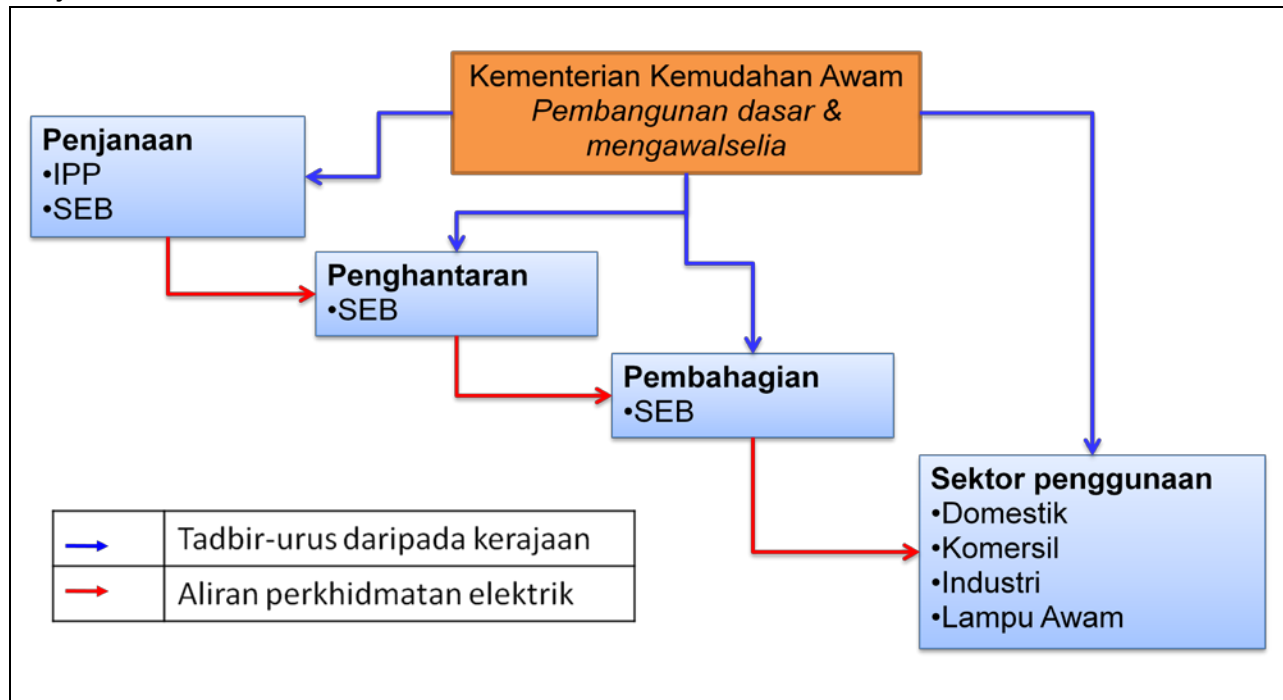 Kementerian Kemudahan Awam
Pembangunan dasar &
mengawalselia
Penjanaan
•IPP
•SEB
Penghantaran
•SEB
Pembahagian
•SEB
Sektor penggunaan
•Domestik
•Komersil
•Industri
•Lampu Awam
Tadbir-urus daripada kerajaan
Aliran perkhidmatan elektrik